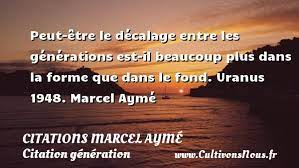 Peut-être le décalage entre les
générations est-il beaucoup plus dans
la forme que dans le fond. Uranus
1948. Marcel Aymé
CITATIONS MARCEL AYMÉ
Citation génération
www.CultivonsNous.fr